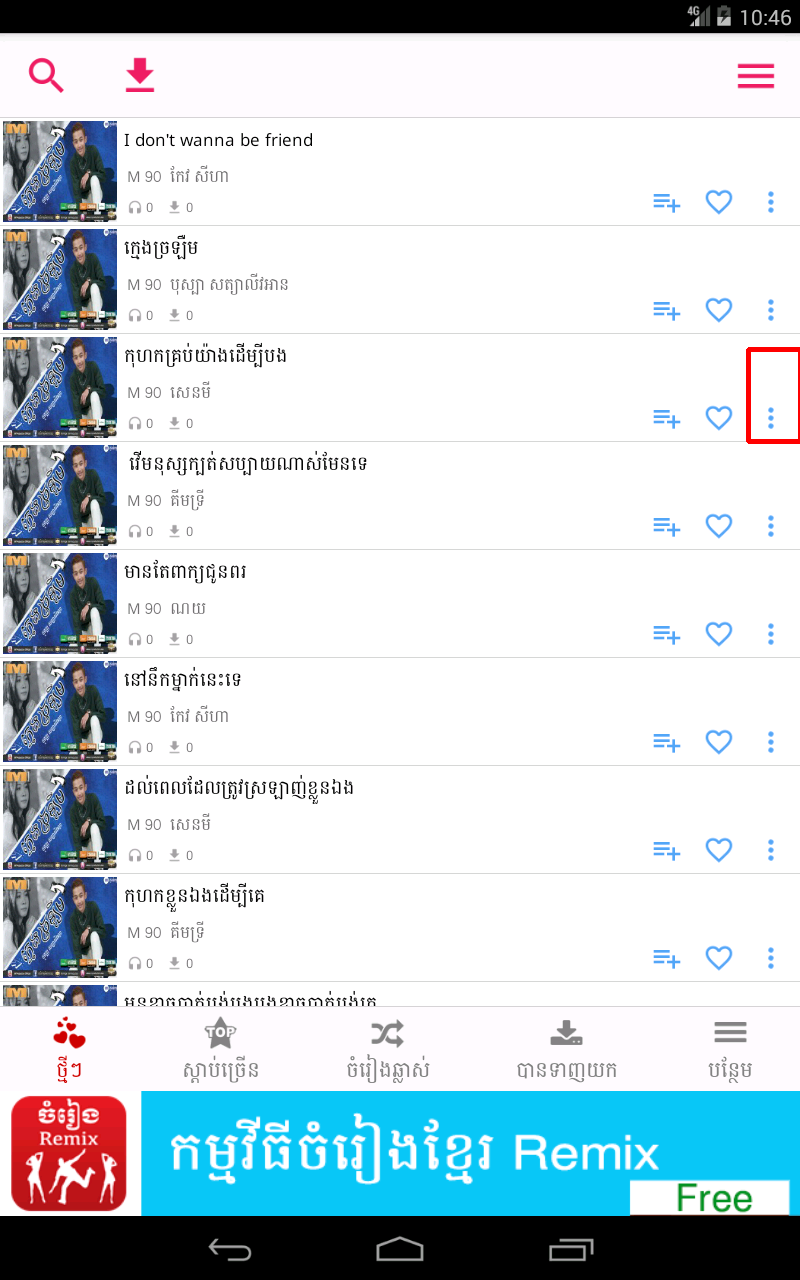 4G 10:46
I don't wanna be friend
M 90 កែវ សីហា
0 0
ក្មេងច្រឡឺម
M 90 បុស្បា សត្យាលីវអាន
0 0
កុហកគ្រប់យ៉ាងដើម្បីបង
M 90 សេនមី
0 0
វើមនុស្សក្បត់សប្បាយណាស់មែនទេ
M 90 គីមទ្រី
0 0
មានតែពាក្យជូនពរ
M 90 ណយ
0 0
នៅនឹកម្នាក់នេះទេ
M 90 កែវ សីហា
0 0
ដល់ពេលដែលត្រូវស្រឡាញ់ខ្លួនឯង
M 90 សេនមី
0 0
កុហកខ្លួនឯងដើម្បីគេ
M 90 គីមទ្រី
0 0
ថ្មីៗ
TOP
ស្ដាប់ច្រើន
ចំរៀងឆ្លាស់
បានទាញយក
បន្ថែម
ចំរៀង
Remix
កម្មវីធីចំរៀងខ្មែរ Remix
Free